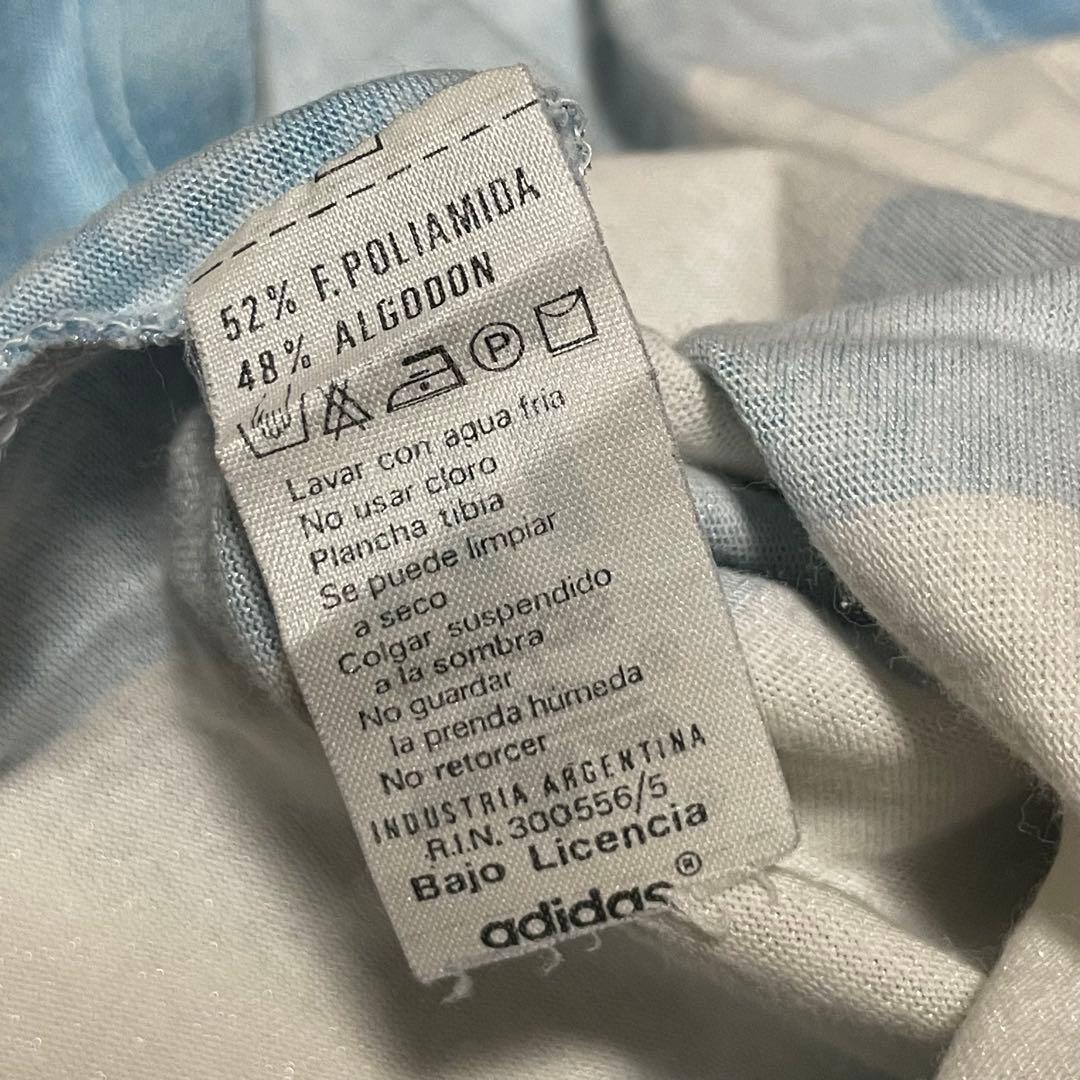 52% F.POLIAMIDA
48% ALGODON
P
Lavar con agua fria
No usar cloro
Plancha tibia
Se puede limpiar
a seco
Colgar suspendido
a la sombra
No guardar
la prenda húmeda
No retorcer
INDUSTRIA ARGENTINA
R.I.N. 300556/5
Bajo Licencia
adidas®